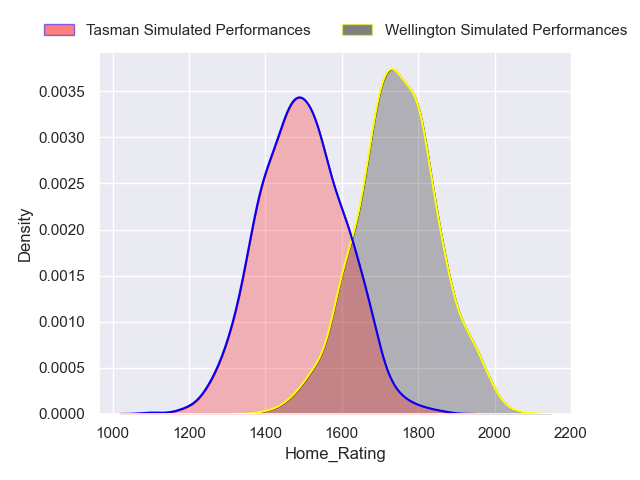 Tasman Simulated Performances
Wellington Simulated Performances
Density
0.0035
0.0030
0.0025
0.0020
0.0015
0.0010
0.0005
0.0000
1000 1200 1400 1600 1800 2000 2200
Home_Rating